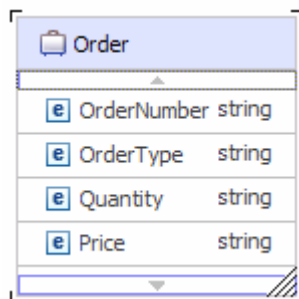 Order
e OrderNumber string
e OrderType string
e Quantity string
e Price string